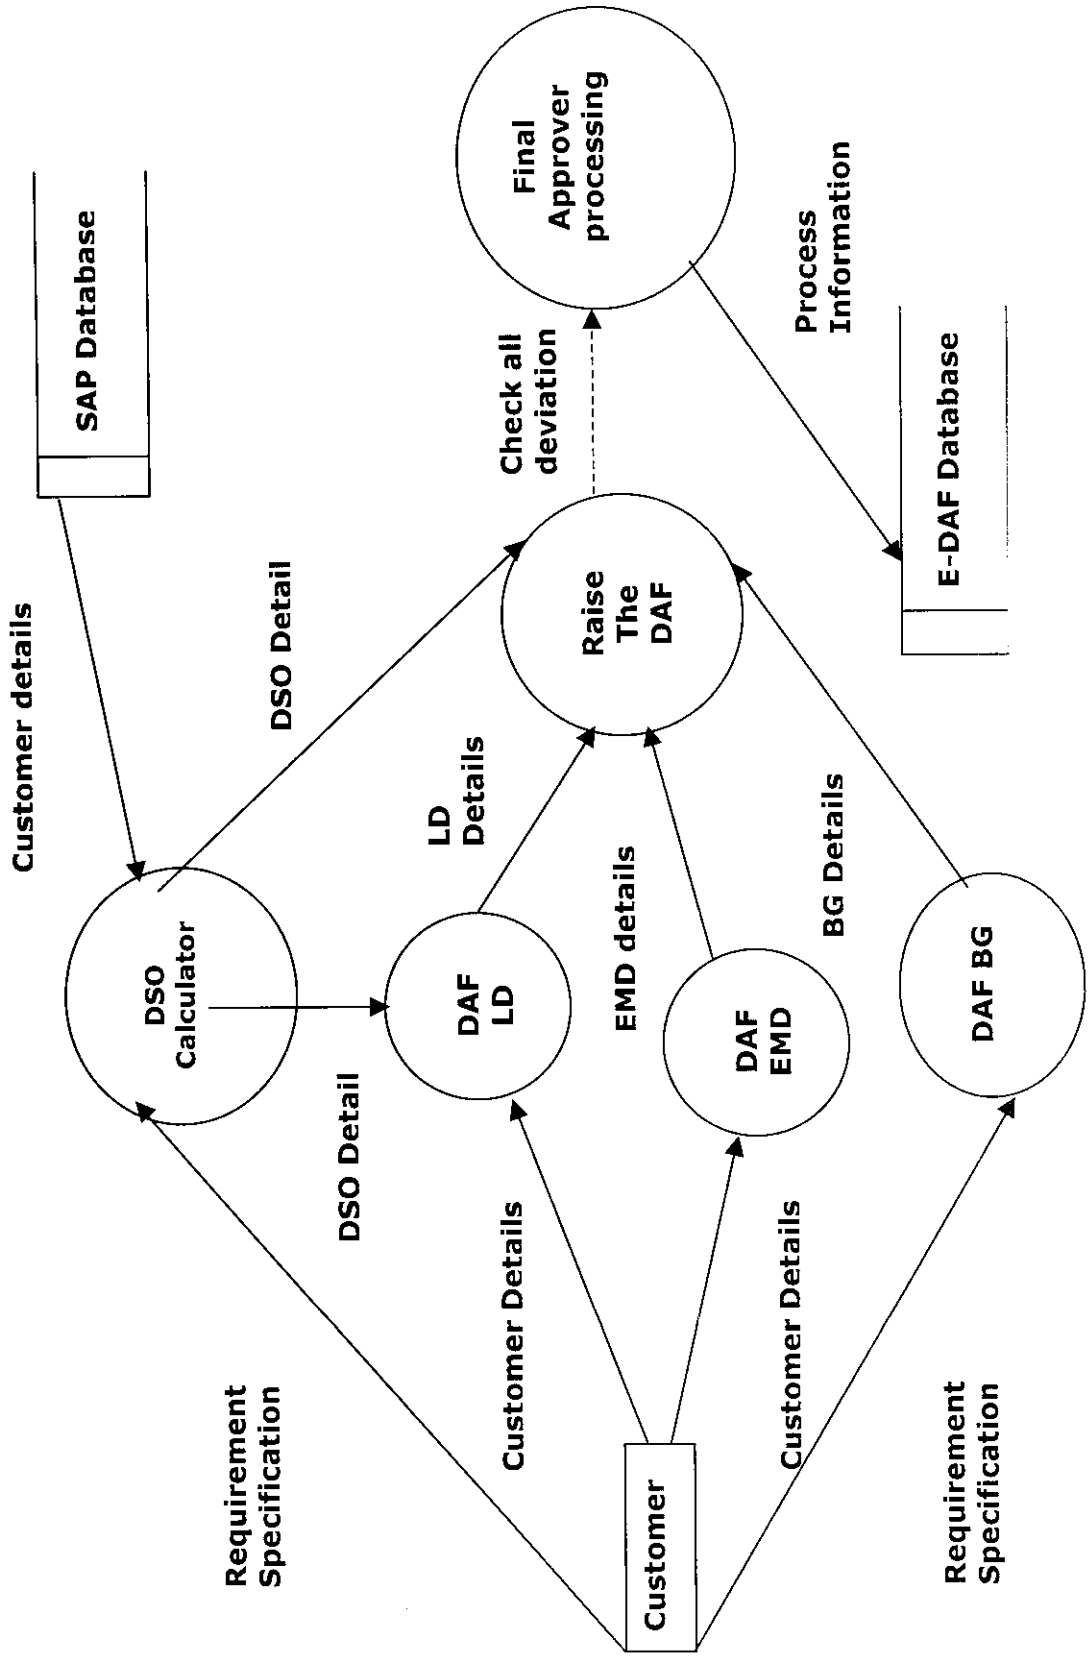 Customer details
SAP Database
DSO
Calculator
Requirement
Specification
DSO Detail
DSO Detail
LD
Details
DAF
LD
Customer Details
Check all
deviation
Final
Approver
processing
Raise
The
DAF
EMD details
Customer
DAF
EMD
Customer Details
Process
Information
BG Details
E-DAF Database
Requirement
Specification
DAF BG